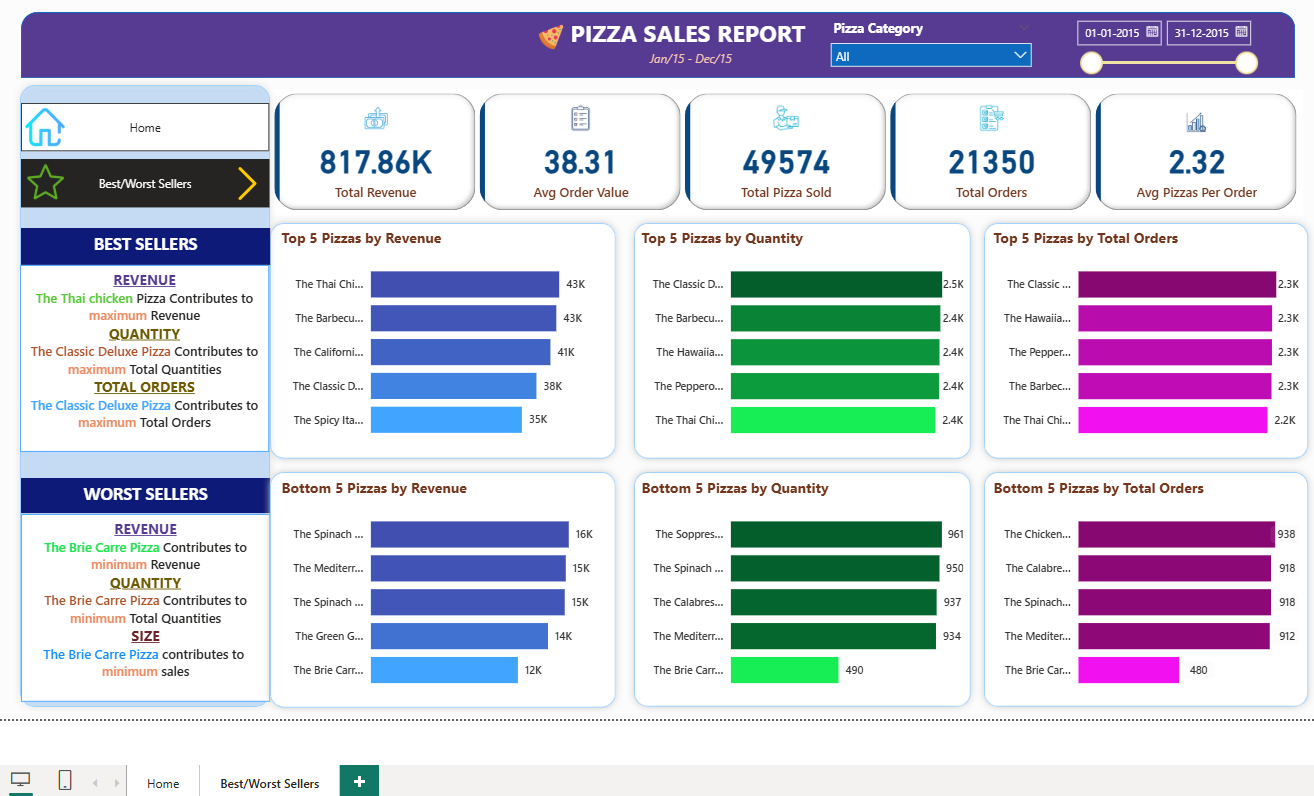 PIZZA SALES REPORT
Jan/15 - Dec/15
Pizza Category
All
01-01-2015
31-12-2015
Home
Best/Worst Sellers
817.86K
Total Revenue
38.31
Avg Order Value
49574
Total Pizza Sold
21350
Total Orders
2.32
Avg Pizzas Per Order
BEST SELLERS
REVENUE
The Thai chicken Pizza Contributes to
maximum Revenue
QUANTITY
The Classic Deluxe Pizza Contributes to
maximum Total Quantities
TOTAL ORDERS
The Classic Deluxe Pizza Contributes to
maximum Total Orders
Top 5 Pizzas by Revenue
The Thai Chi... 43K
The Barbecu... 43K
The Californi... 41K
The Classic D... 38K
The Spicy Ita... 35K
Top 5 Pizzas by Quantity
The Classic D... 2.5K
The Barbecu... 2.4K
The Hawaiia... 2.4K
The Peppero... 2.4K
The Thai Chi... 2.4K
Top 5 Pizzas by Total Orders
The Classic ... 2.3K
The Hawaiia... 2.3K
The Pepper... 2.3K
The Barbec... 2.3K
The Thai Chi... 2.2K
WORST SELLERS
REVENUE
The Brie Carre Pizza Contributes to
minimum Revenue
QUANTITY
The Brie Carre Pizza Contributes to
minimum Total Quantities
SIZE
The Brie Carre Pizza contributes to
minimum sales
Bottom 5 Pizzas by Revenue
The Spinach ... 16K
The Mediterr... 15K
The Spinach ... 15K
The Green G... 14K
The Brie Carr... 12K
Bottom 5 Pizzas by Quantity
The Soppres... 961
The Spinach ... 950
The Calabres... 937
The Mediterr... 934
The Brie Carr... 490
Bottom 5 Pizzas by Total Orders
The Chicken... 938
The Calabre... 918
The Spinach... 918
The Mediter... 912
The Brie Car... 480
Home
Best/Worst Sellers